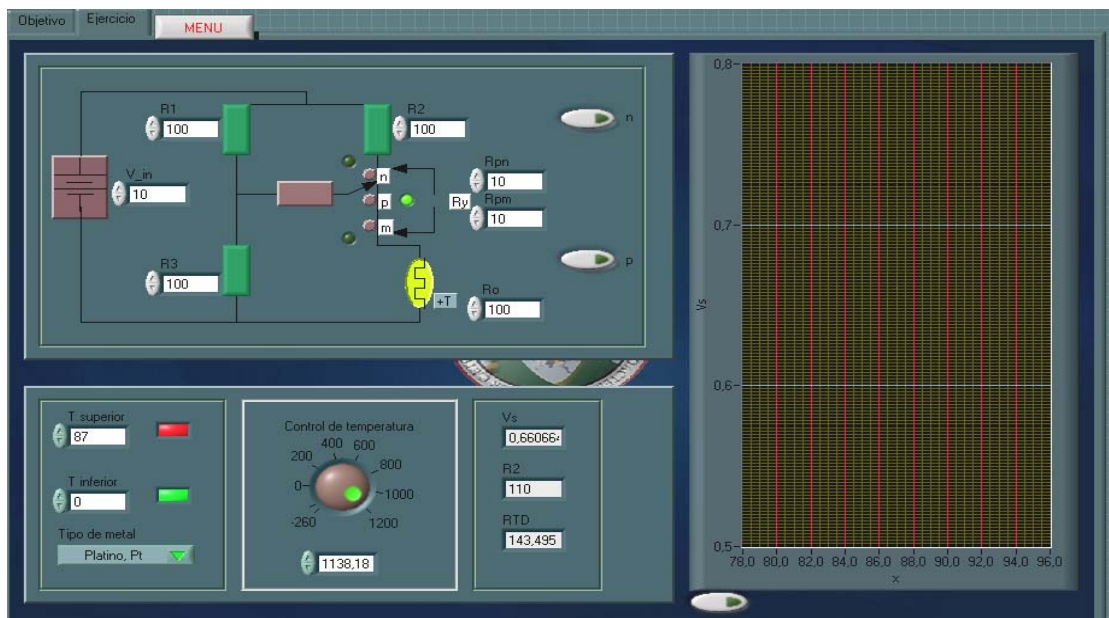 Objetivo
Ejercicio
MENU
R1
100
R2
100
n
V_in
10
n
p
m
Ry
Rpn
10
Rpm
10
R3
100
+T
Ro
100
p
T superior
87
T inferior
0
Tipo de metal
Platino, Pt
Control de temperatura
-260
0
200
400
600
800
1000
1200
1138,18
Vs
0,66066
R2
110
RTD
143,495
Vs
0,8
0,7
0,6
0,5
78,0 80,0 82,0 84,0 86,0 88,0 90,0 92,0 94,0 96,0
x